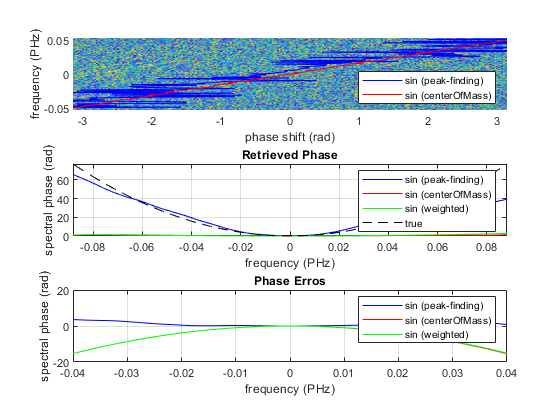 frequency (PHz)
0.05
0
-0.05
sin (peak-finding)
sin (centerOfMass)
-3 -2 -1 0 1 2 3
phase shift (rad)
Retrieved Phase
spectral phase (rad)
60
40
20
0
sin (peak-finding)
sin (centerOfMass)
sin (weighted)
true
-0.08 -0.06 -0.04 -0.02 0 0.02 0.04 0.06 0.08
frequency (PHz)
Phase Erros
spectral phase (rad)
20
0
-20
sin (peak-finding)
sin (centerOfMass)
sin (weighted)
-0.04 -0.03 -0.02 -0.01 0 0.01 0.02 0.03 0.04
frequency (PHz)